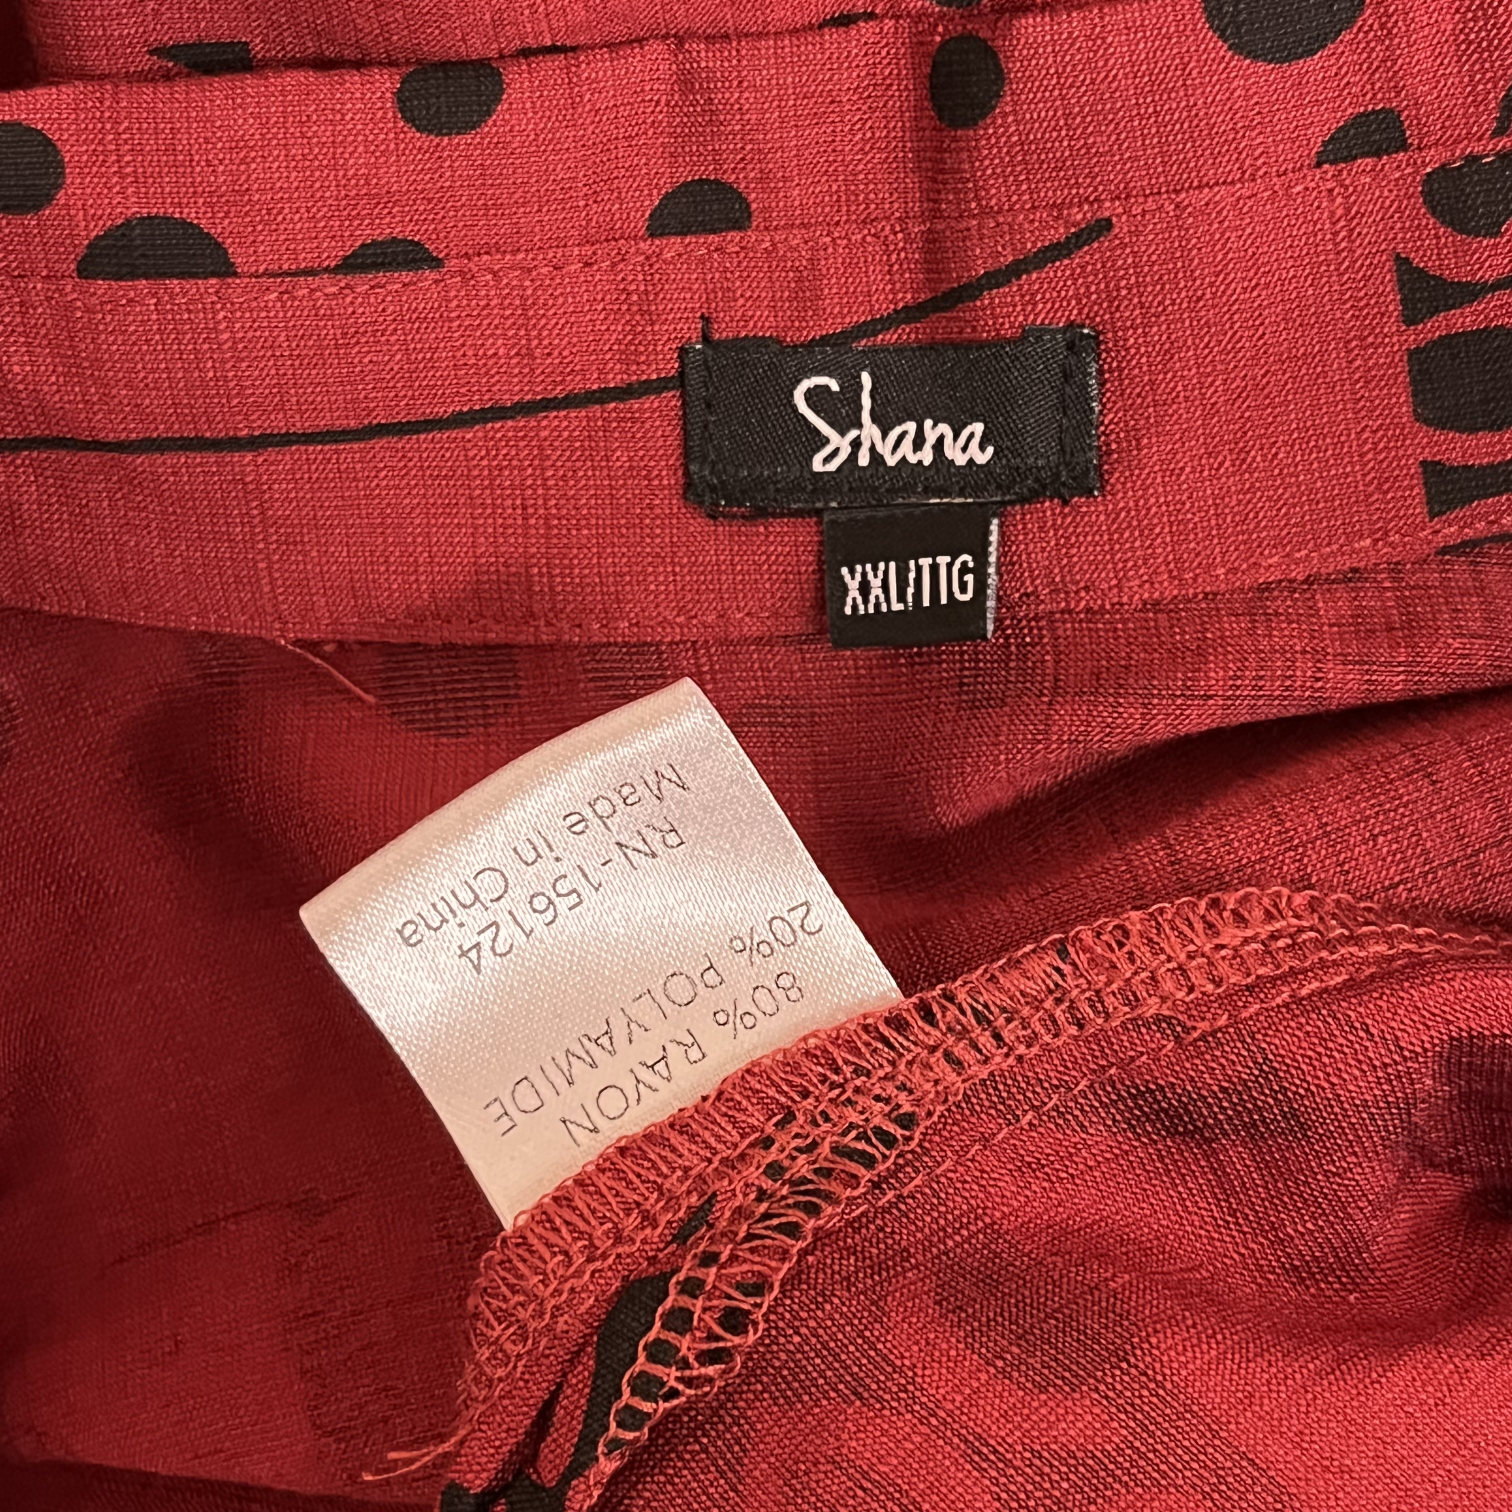 Shana
XXL/TTG
80% RAYON
20% POLYAMIDE
RN-156124
Made in China